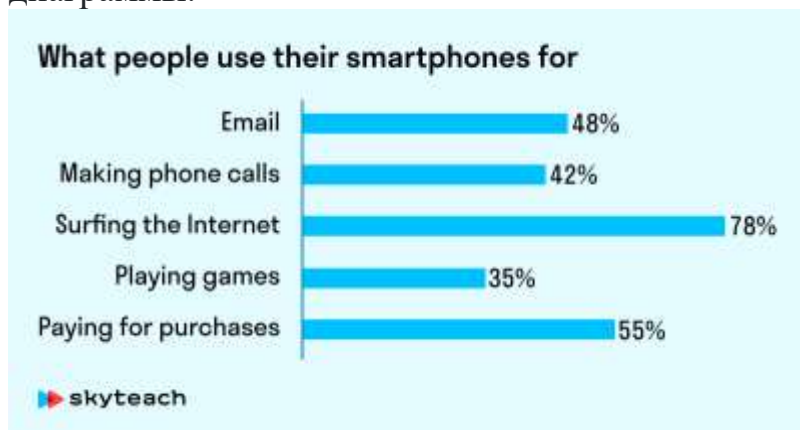 What people use their smartphones for
Email 48%
Making phone calls 42%
Surfing the Internet 78%
Playing games 35%
Paying for purchases 55%
skyteach